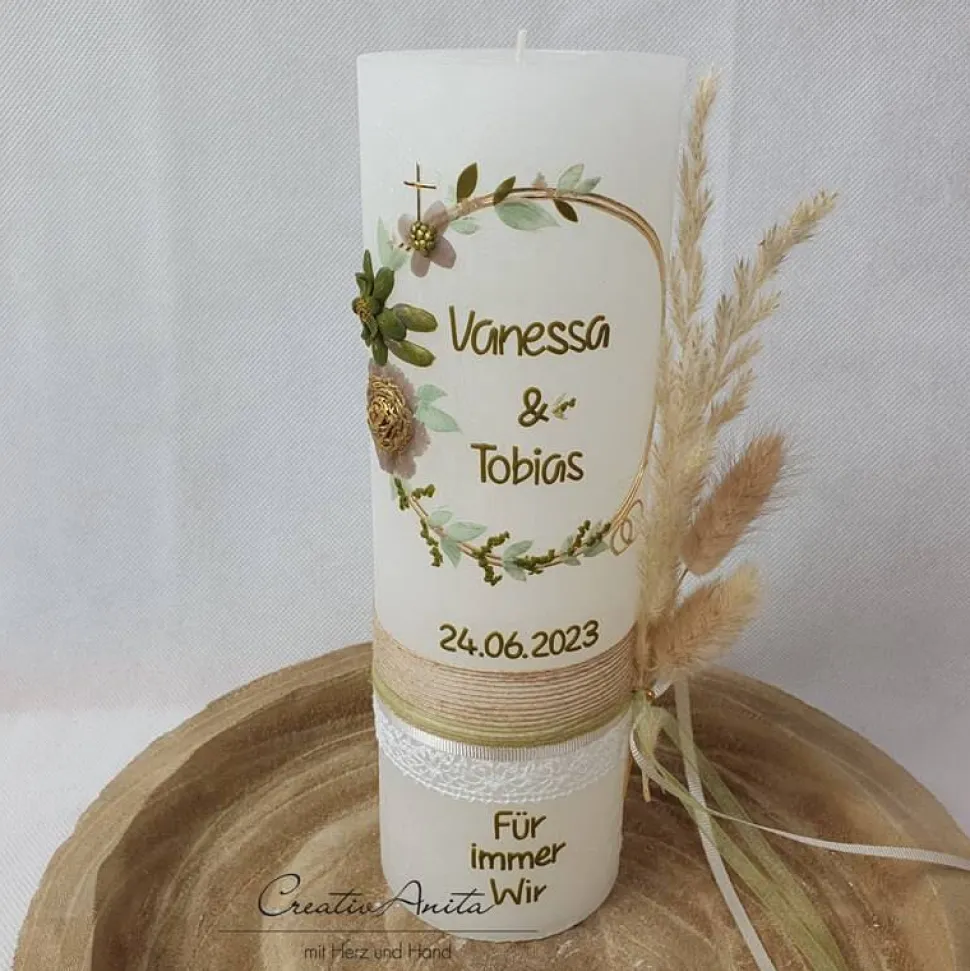 Vanessa
&
Tobias
24.06.2023
Für
immer
Wir
CreativAnita
mit Herz und Hand